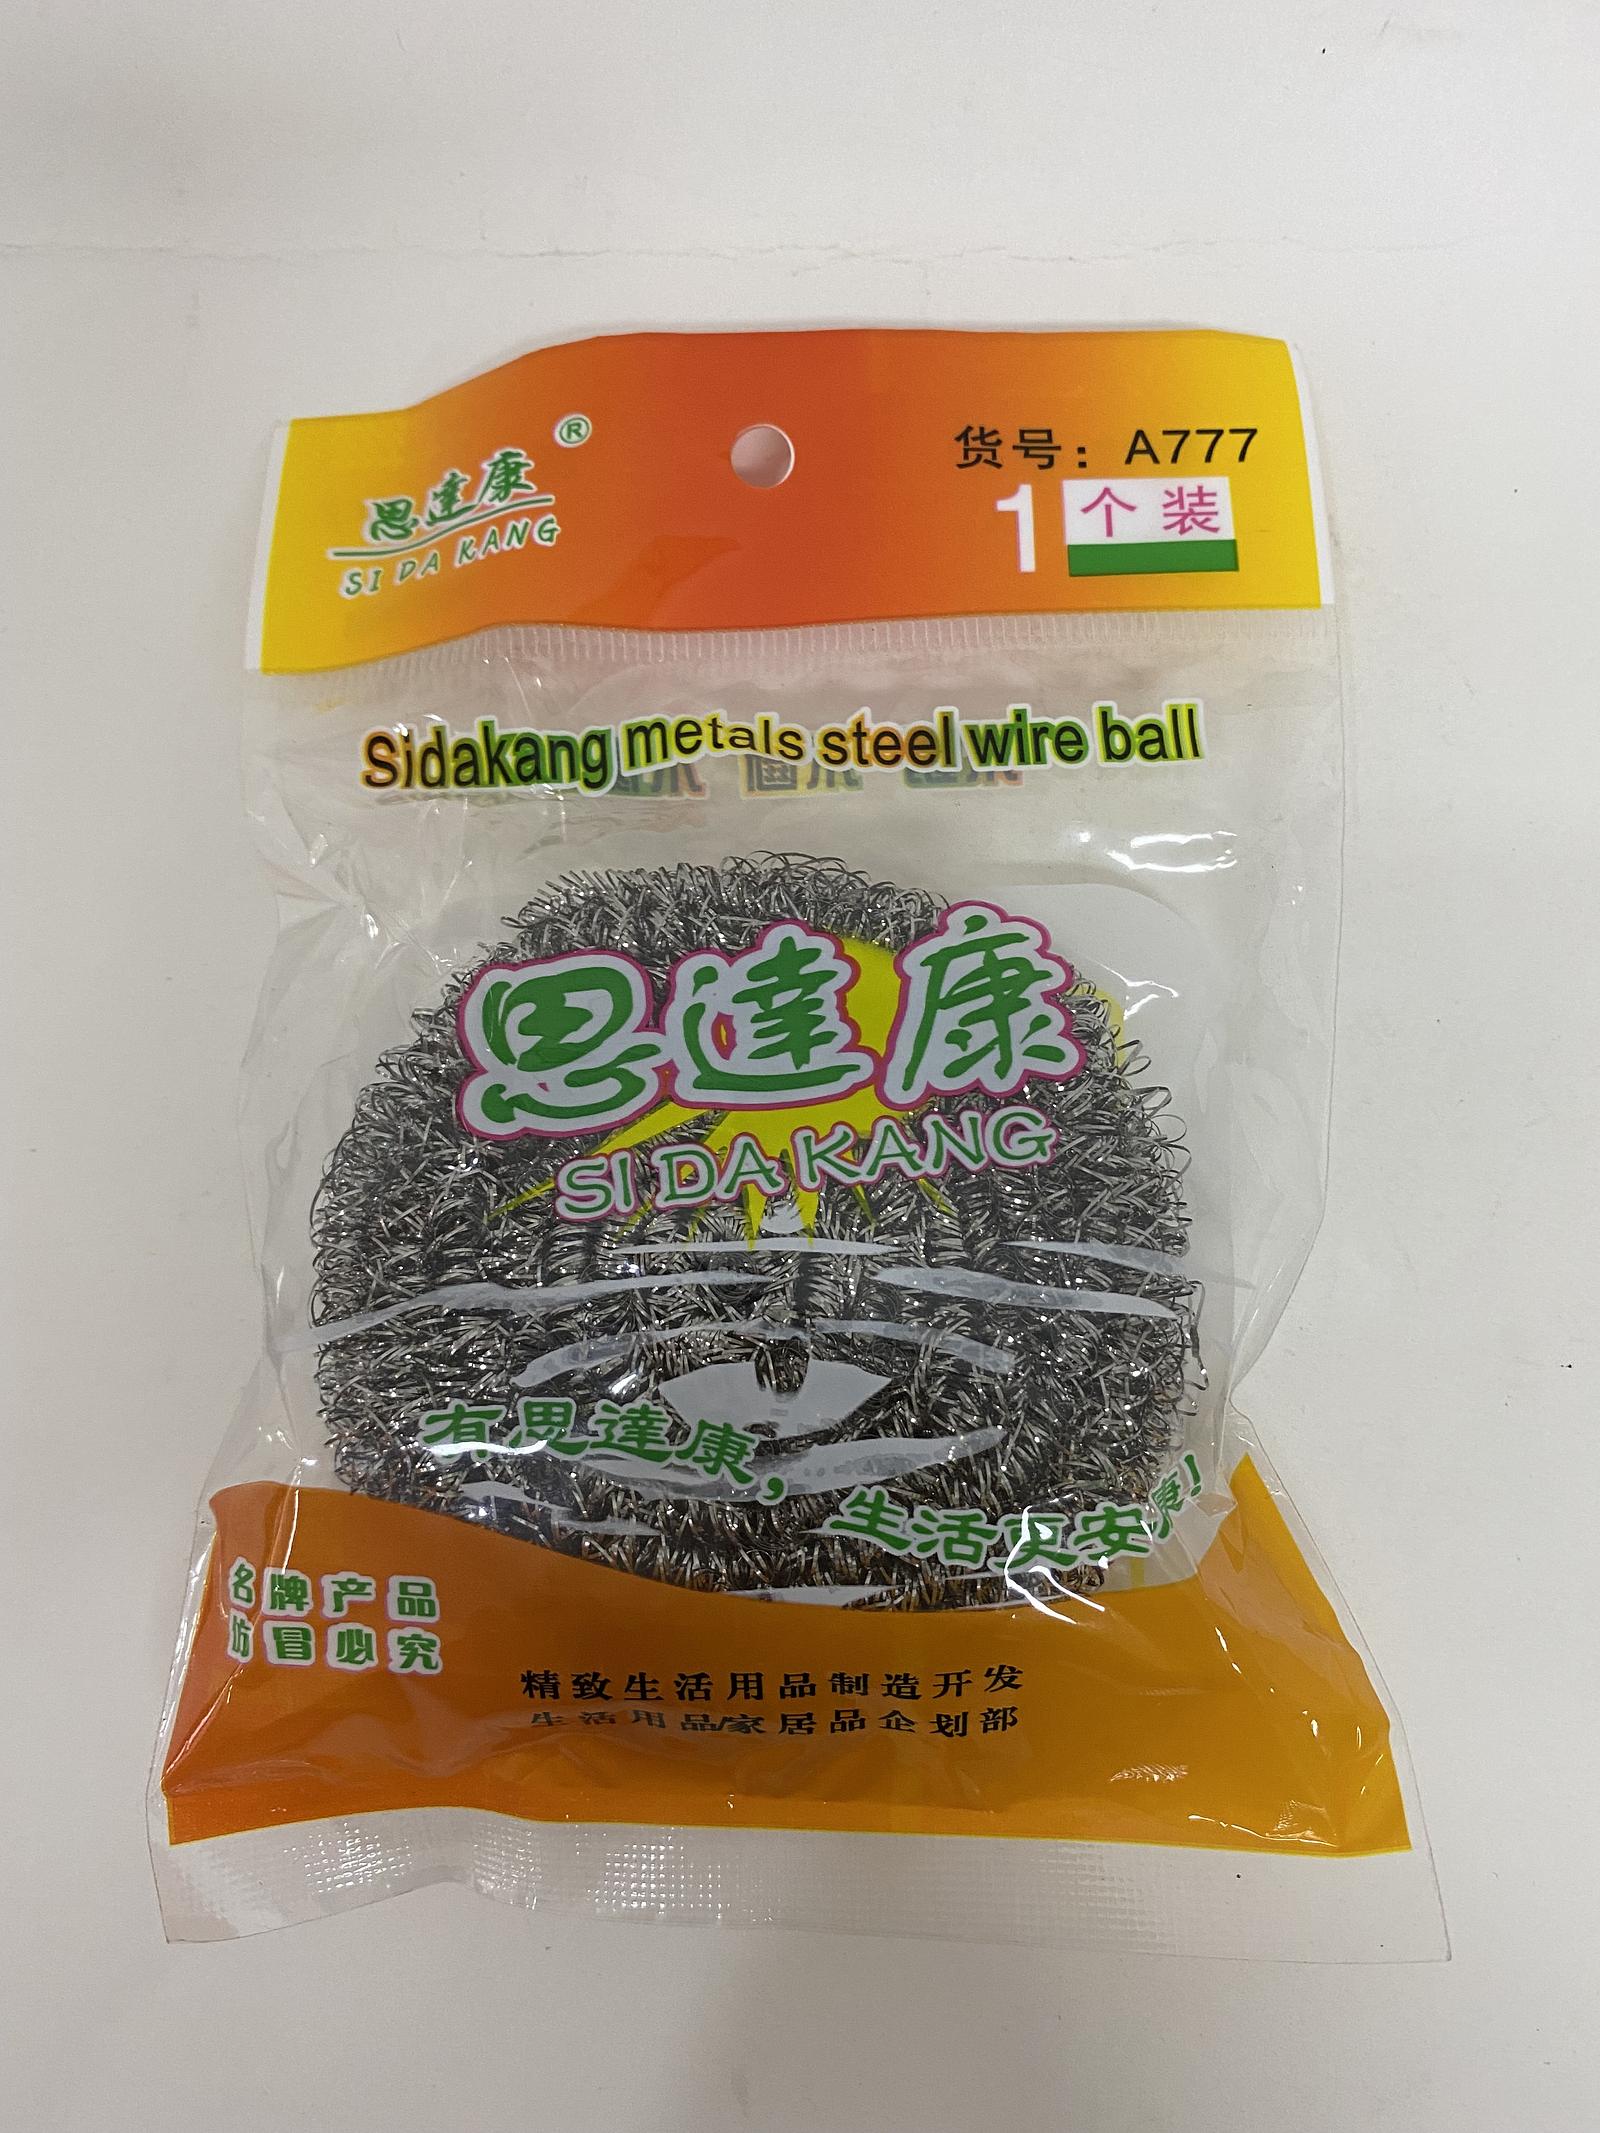 思達康®
SI DA KANG
货号：A777
1个装
Sidakang metals steel wire ball
思達康
SI DA KANG
有思達康，生活更安康！
名牌产品
仿冒必究
精致生活用品制造开发
生活用品/家居品企划部